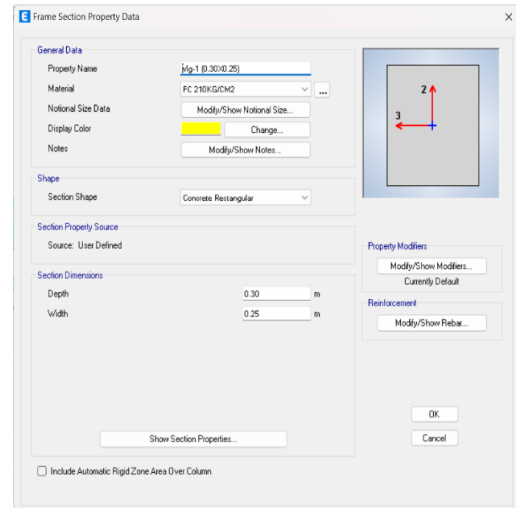 E Frame Section Property Data
General Data
Property Name vig-1 (0.30X0.25)
Material FC 210KG/CM2 ...
Notional Size Data Modify/Show Notional Size...
Display Color Change...
Notes Modify/Show Notes...
2
3
Shape
Section Shape Concrete Rectangular
Section Property Source
Source: User Defined
Property Modifiers
Modify/Show Modifiers...
Currently Default
Section Dimensions
Depth 0.30 m
Width 0.25 m
Reinforcement
Modify/Show Rebar...
OK
Show Section Properties... Cancel
Include Automatic Rigid Zone Area Over Column